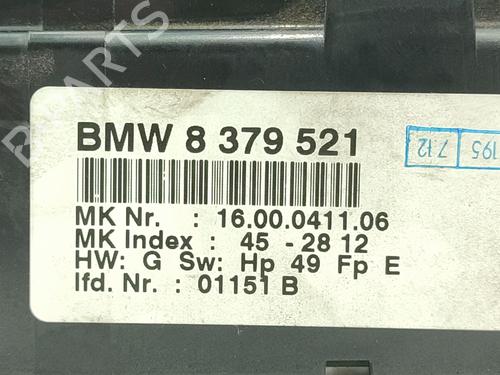 BMW 8 379 521
MK Nr. : 16.00.0411.06
MK Index : 45 - 28 12
HW: G Sw: Hp 49 Fp E
lfd. Nr. : 01151 B
195
712